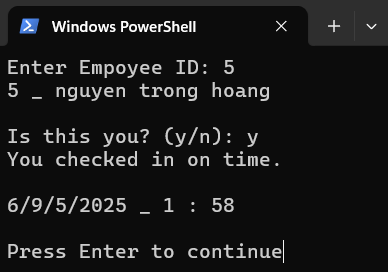 Windows PowerShell
Enter Empoyee ID: 5
5 _ nguyen trong hoang
Is this you? (y/n): y
You checked in on time.
6/9/5/2025 _ 1 : 58
Press Enter to continue